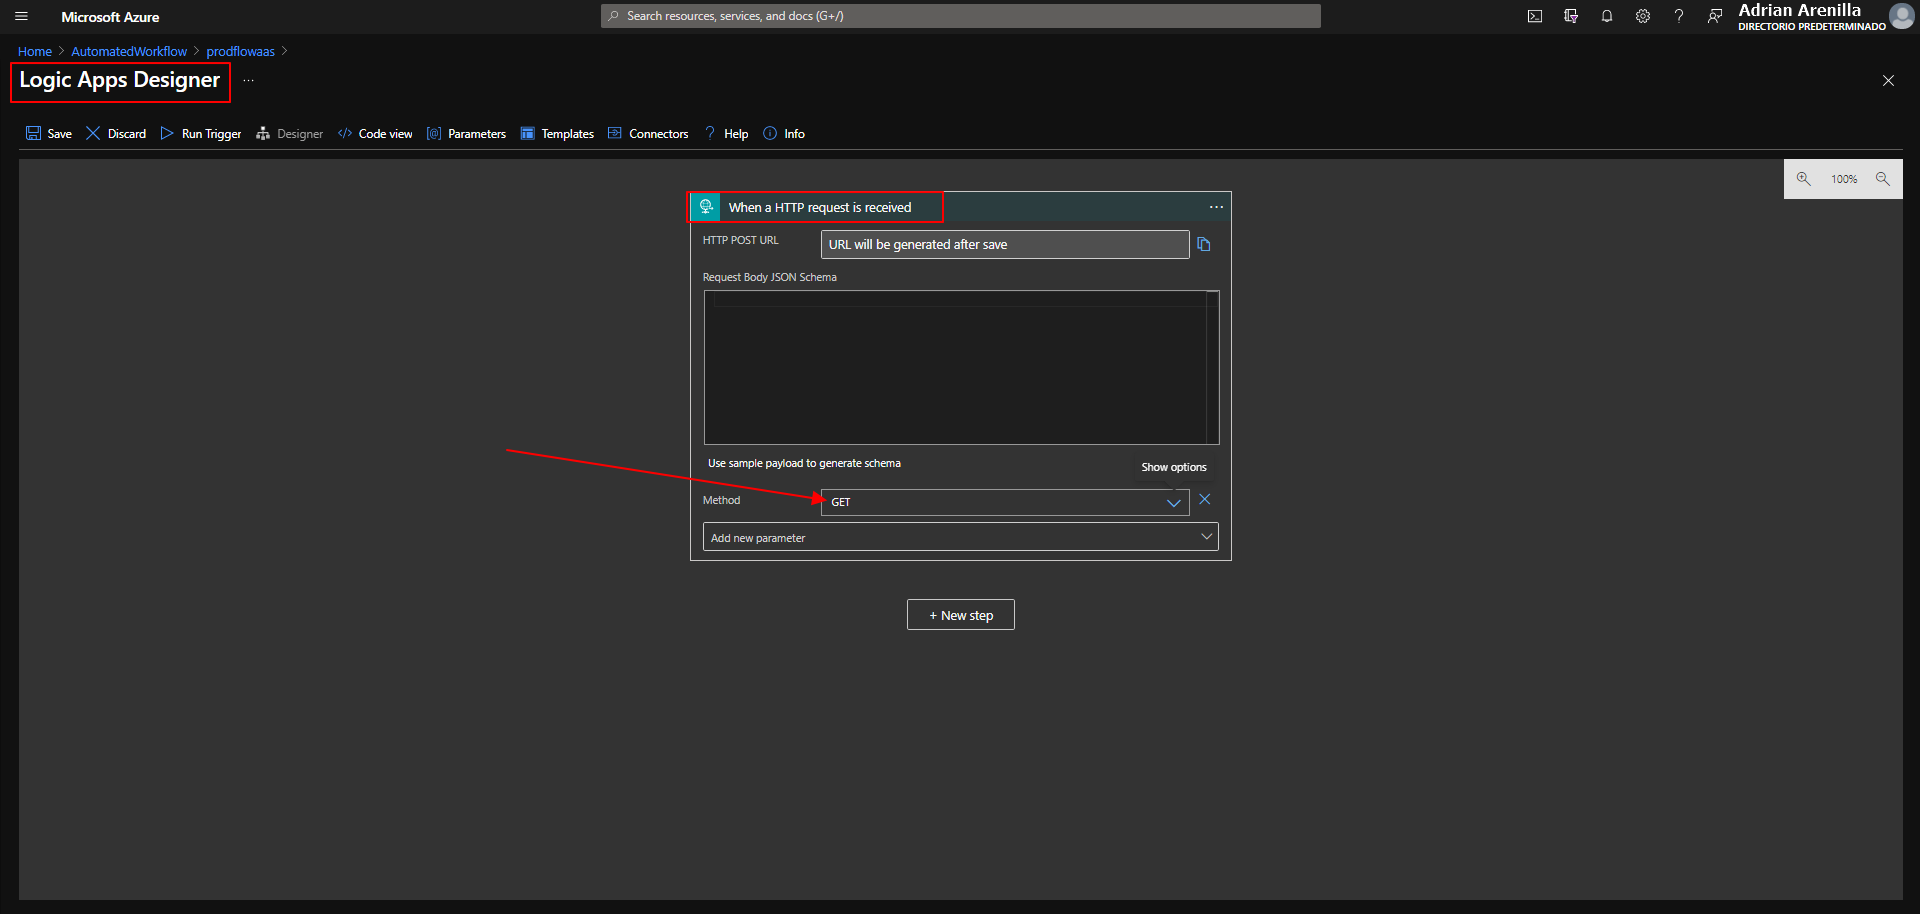 Microsoft Azure
Search resources, services, and docs (G+/)
Adrian Arenilla
DIRECTORIO PREDETERMINADO
Home > AutomatedWorkflow > prodflowaas >
Logic Apps Designer ...
Save Discard Run Trigger Designer </> Code view [@] Parameters Templates Connectors ? Help Info
100%
When a HTTP request is received ...
HTTP POST URL
URL will be generated after save
Request Body JSON Schema
Use sample payload to generate schema
Show options
Method
GET
Add new parameter
+ New step